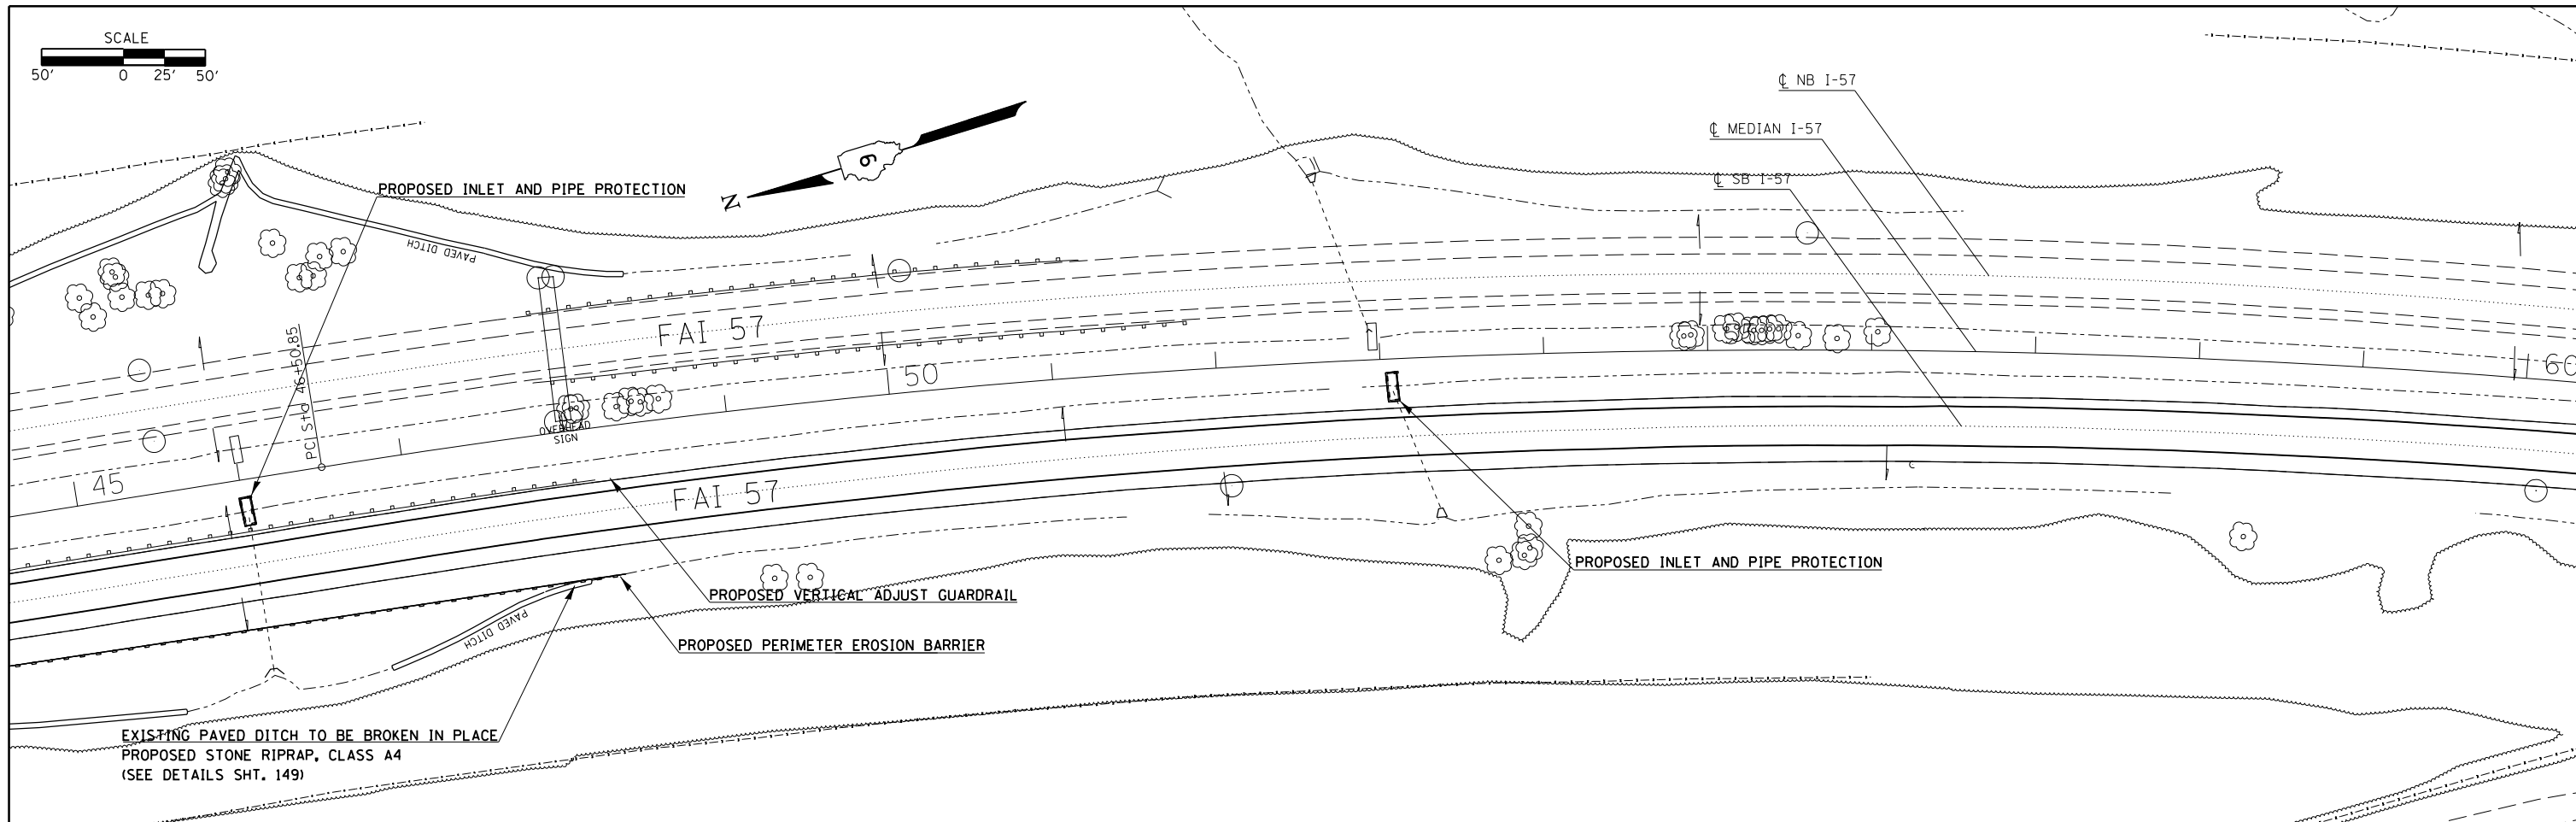 SCALE
50' 0 25' 50'
℄ NB I-57
℄ MEDIAN I-57
℄ SB I-57
PROPOSED INLET AND PIPE PROTECTION
N
6
PAVED DITCH
FAI 57
PC Sta 46+50.85
50
60
OVERHEAD
SIGN
45
FAI 57
C
PROPOSED INLET AND PIPE PROTECTION
PROPOSED VERTICAL ADJUST GUARDRAIL
PAVED DITCH
PROPOSED PERIMETER EROSION BARRIER
EXISTING PAVED DITCH TO BE BROKEN IN PLACE
PROPOSED STONE RIPRAP, CLASS A4
(SEE DETAILS SHT. 149)